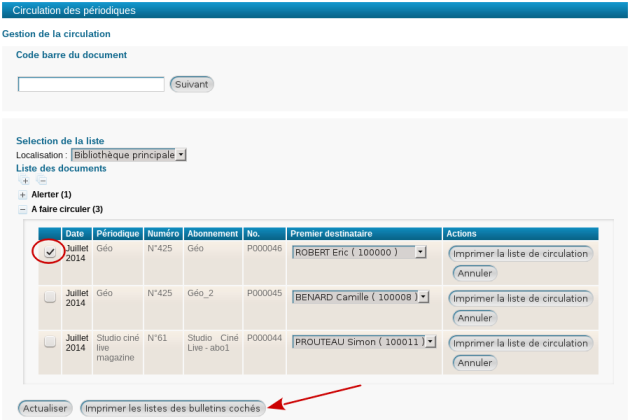 Circulation des périodiques
Gestion de la circulation
Code barre du document
Suivant
Selection de la liste
Localisation : Bibliothèque principale
Liste des documents
+ −
+ Alerter (1)
− A faire circuler (3)
Date Périodique Numéro Abonnement No. Premier destinataire Actions
Juillet 2014 Géo N°425 Géo P000046 ROBERT Eric ( 100000 ) Imprimer la liste de circulation
Annuler
Juillet 2014 Géo N°425 Géo_2 P000045 BENARD Camille ( 100008 ) Imprimer la liste de circulation
Annuler
Juillet 2014 Studio ciné live magazine N°61 Studio Ciné Live - abo1 P000044 PROUTEAU Simon ( 100011 ) Imprimer la liste de circulation
Annuler
Actualiser Imprimer les listes des bulletins cochés